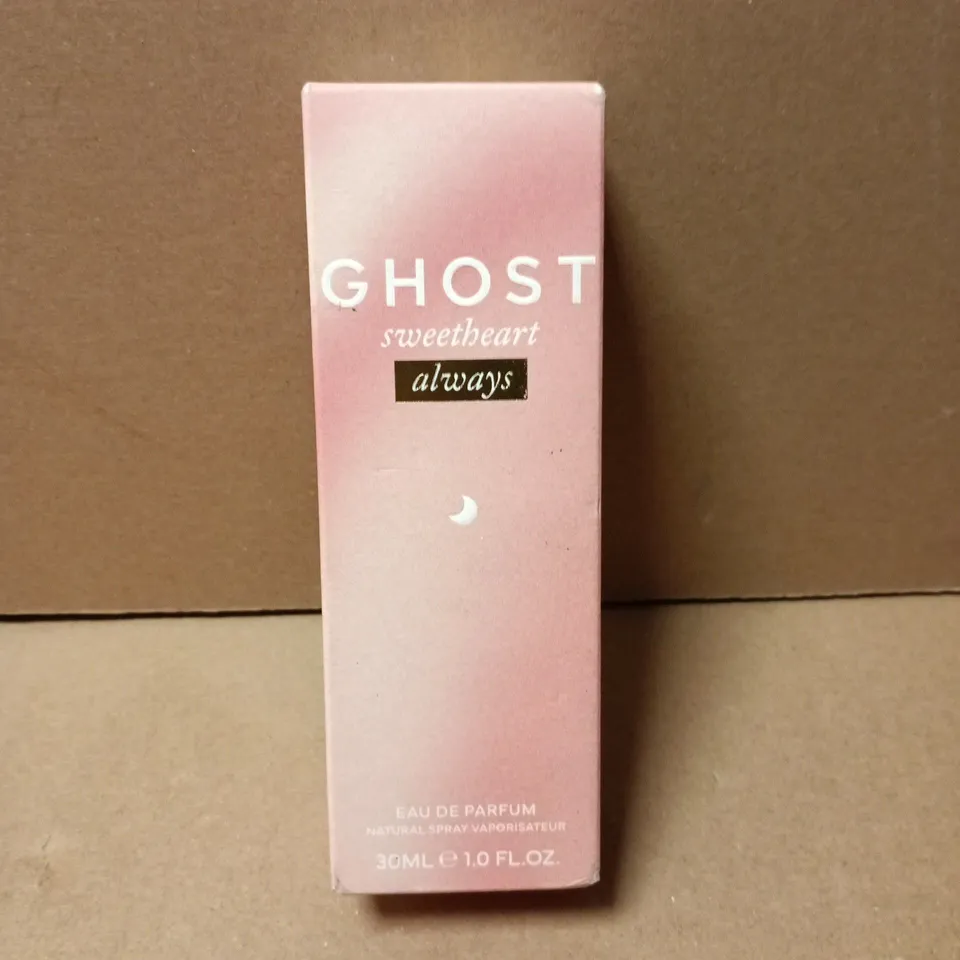 GHOST
sweetheart
always
EAU DE PARFUM
NATURAL SPRAY VAPORISATEUR
30ML ℮ 1.0 FL.OZ.